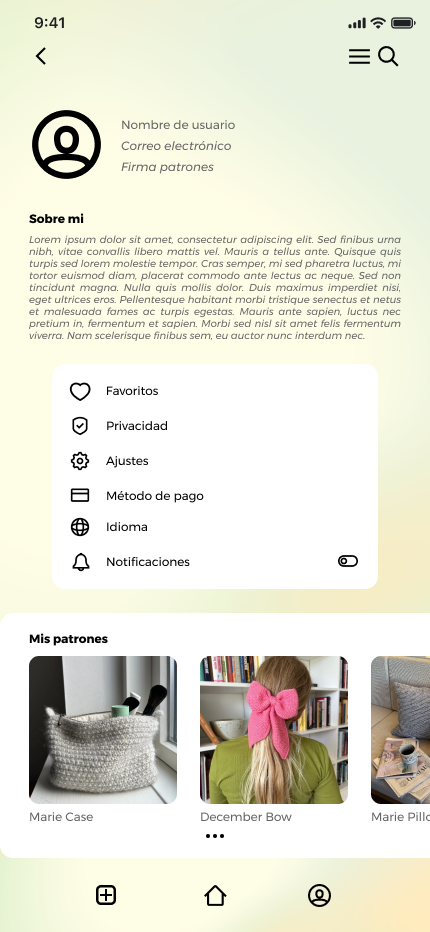 9:41
Nombre de usuario
Correo electrónico
Firma patrones
Sobre mi
Lorem ipsum dolor sit amet, consectetur adipiscing elit. Sed finibus urna
nibh, vitae convallis libero mattis vel. Mauris a tellus ante. Quisque quis
turpis sed lorem molestie tempor. Cras semper, mi sed pharetra luctus, mi
tortor euismod diam, placerat commodo ante lectus ac neque. Sed non
tincidunt magna. Nulla quis mollis dolor. Duis maximus imperdiet nisi,
eget ultrices eros. Pellentesque habitant morbi tristique senectus et netus
et malesuada fames ac turpis egestas. Mauris ante sapien, luctus nec
pretium in, fermentum et sapien. Morbi sed nisl sit amet felis fermentum
viverra. Nam scelerisque finibus sem, eu auctor nunc interdum nec.
Favoritos
Privacidad
Ajustes
Método de pago
Idioma
Notificaciones
Mis patrones
Marie Case
December Bow
Marie Pillo